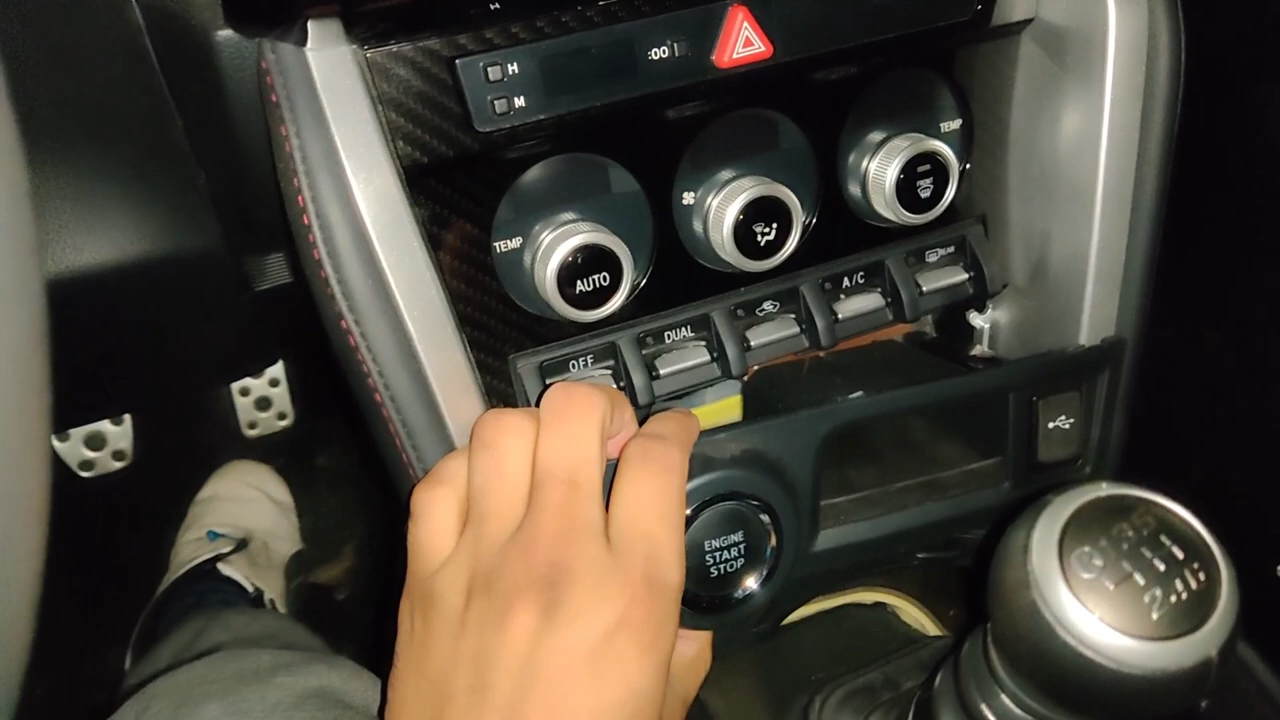 H
:00
M
TEMP
FRONT
TEMP
AUTO
REAR
A/C
DUAL
OFF
ENGINE
START
STOP